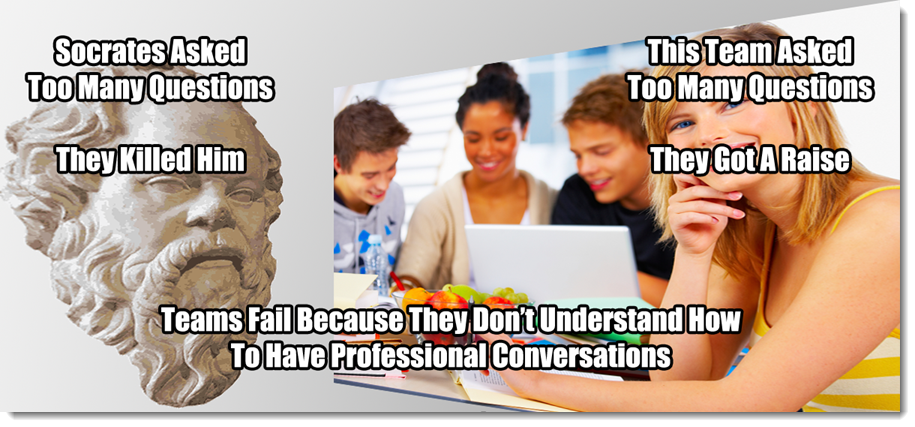 Socrates Asked
Too Many Questions
They Killed Him
This Team Asked
Too Many Questions
They Got A Raise
Teams Fail Because They Don't Understand How
To Have Professional Conversations